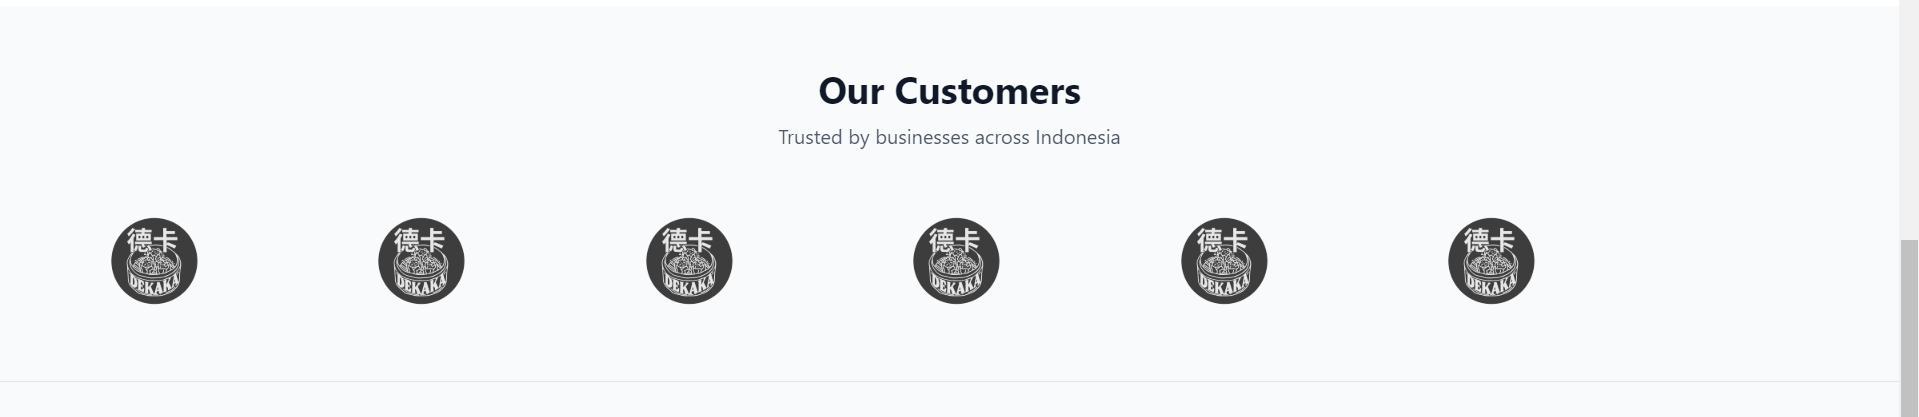 Our Customers
Trusted by businesses across Indonesia
德卡
DEKAKA
德卡
DEKAKA
德卡
DEKAKA
德卡
DEKAKA
德卡
DEKAKA
德卡
DEKAKA